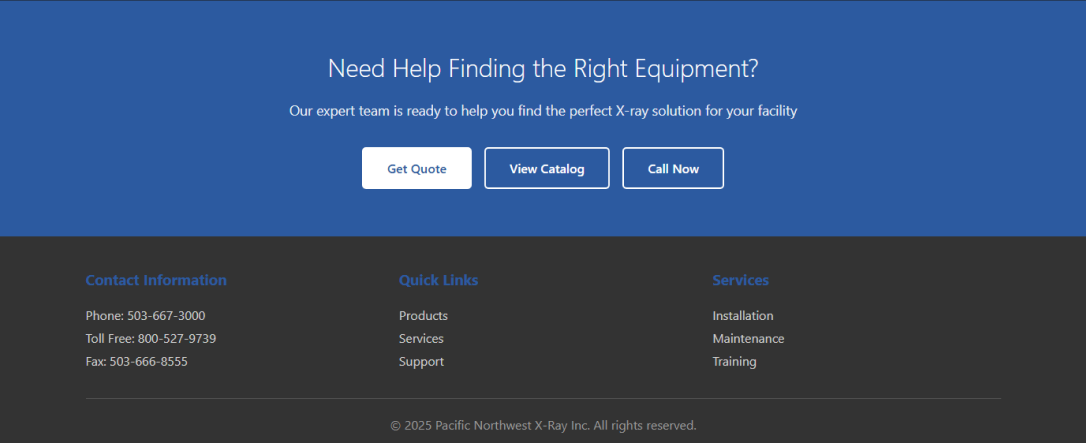 Need Help Finding the Right Equipment?
Our expert team is ready to help you find the perfect X-ray solution for your facility
Get Quote
View Catalog
Call Now
Contact Information
Phone: 503-667-3000
Toll Free: 800-527-9739
Fax: 503-666-8555
Quick Links
Products
Services
Support
Services
Installation
Maintenance
Training
© 2025 Pacific Northwest X-Ray Inc. All rights reserved.